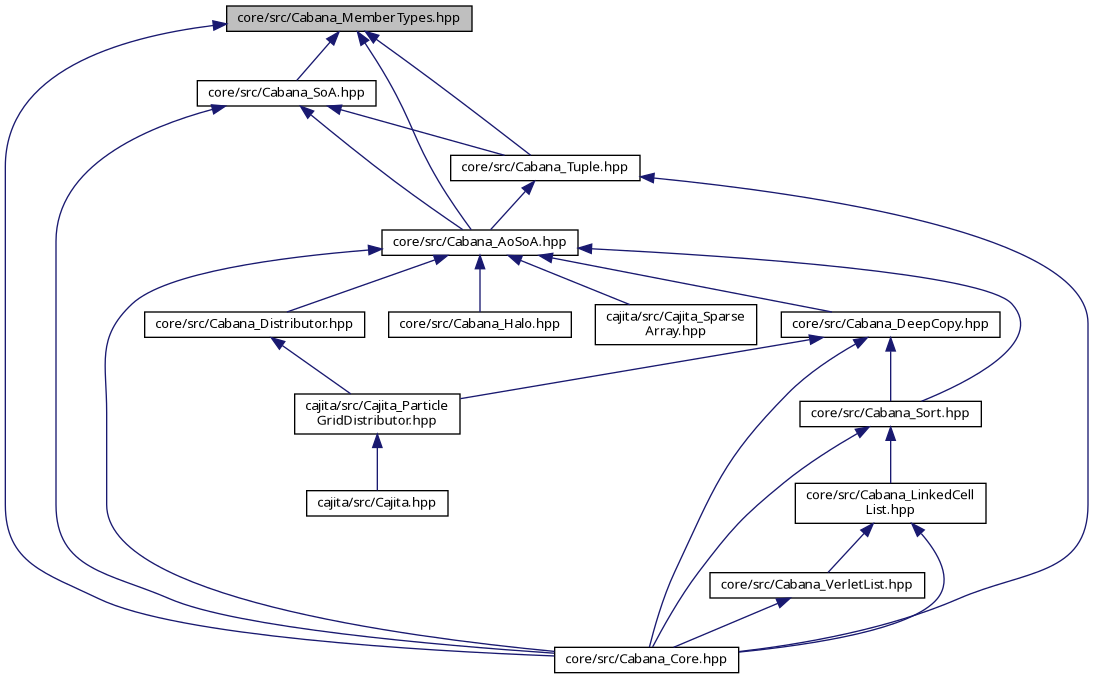 core/src/Cabana_MemberTypes.hpp
core/src/Cabana_SoA.hpp
core/src/Cabana_Tuple.hpp
core/src/Cabana_AoSoA.hpp
core/src/Cabana_Distributor.hpp
core/src/Cabana_Halo.hpp
cajita/src/Cajita_Sparse
Array.hpp
core/src/Cabana_DeepCopy.hpp
cajita/src/Cajita_Particle
GridDistributor.hpp
core/src/Cabana_Sort.hpp
cajita/src/Cajita.hpp
core/src/Cabana_LinkedCell
List.hpp
core/src/Cabana_VerletList.hpp
core/src/Cabana_Core.hpp